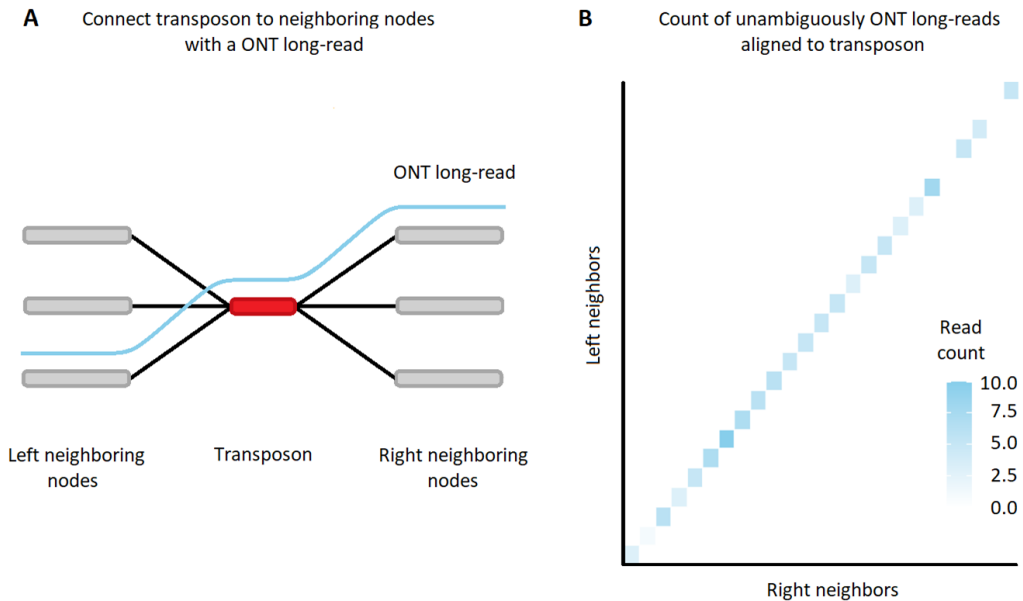 A
Connect transposon to neighboring nodes
with a ONT long-read
ONT long-read
Left neighboring
nodes
Transposon
Right neighboring
nodes
B
Count of unambiguously ONT long-reads
aligned to transposon
Left neighbors
Read
count
10.0
7.5
5.0
2.5
0.0
Right neighbors